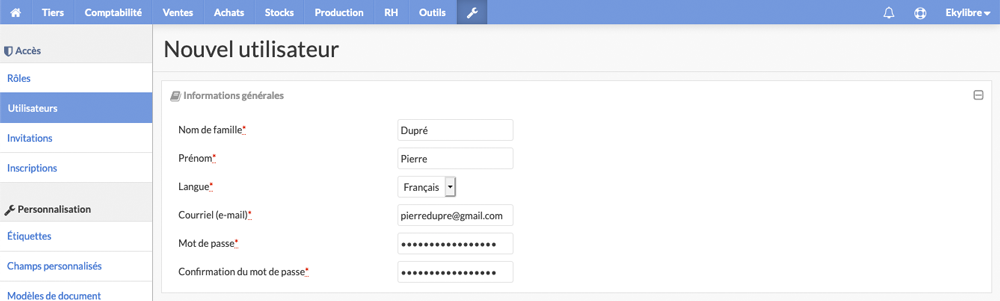 Tiers Comptabilité Ventes Achats Stocks Production RH Outils Ekylibre
Accès
Rôles
Utilisateurs
Invitations
Inscriptions
Personnalisation
Étiquettes
Champs personnalisés
Modèles de document
Nouvel utilisateur
Informations générales
Nom de famille* Dupré
Prénom* Pierre
Langue* Français
Courriel (e-mail)* pierredupre@gmail.com
Mot de passe* •••••••••••••••••
Confirmation du mot de passe* •••••••••••••••••